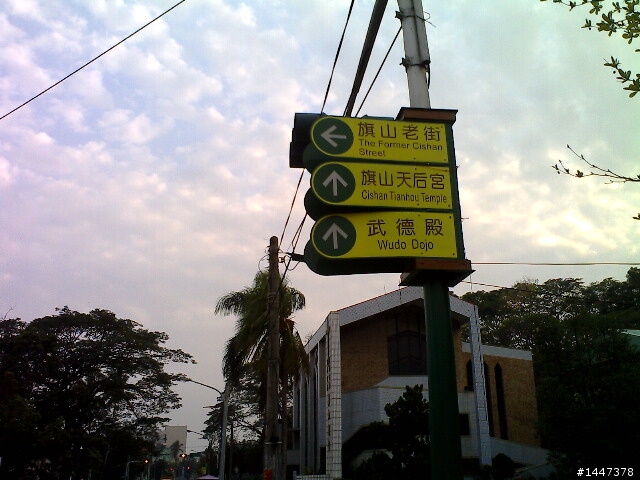 旗山老街
The Former Cishan
Street
旗山天后宮
Cishan Tianhou Temple
武德殿
Wudo Dojo
#1447378